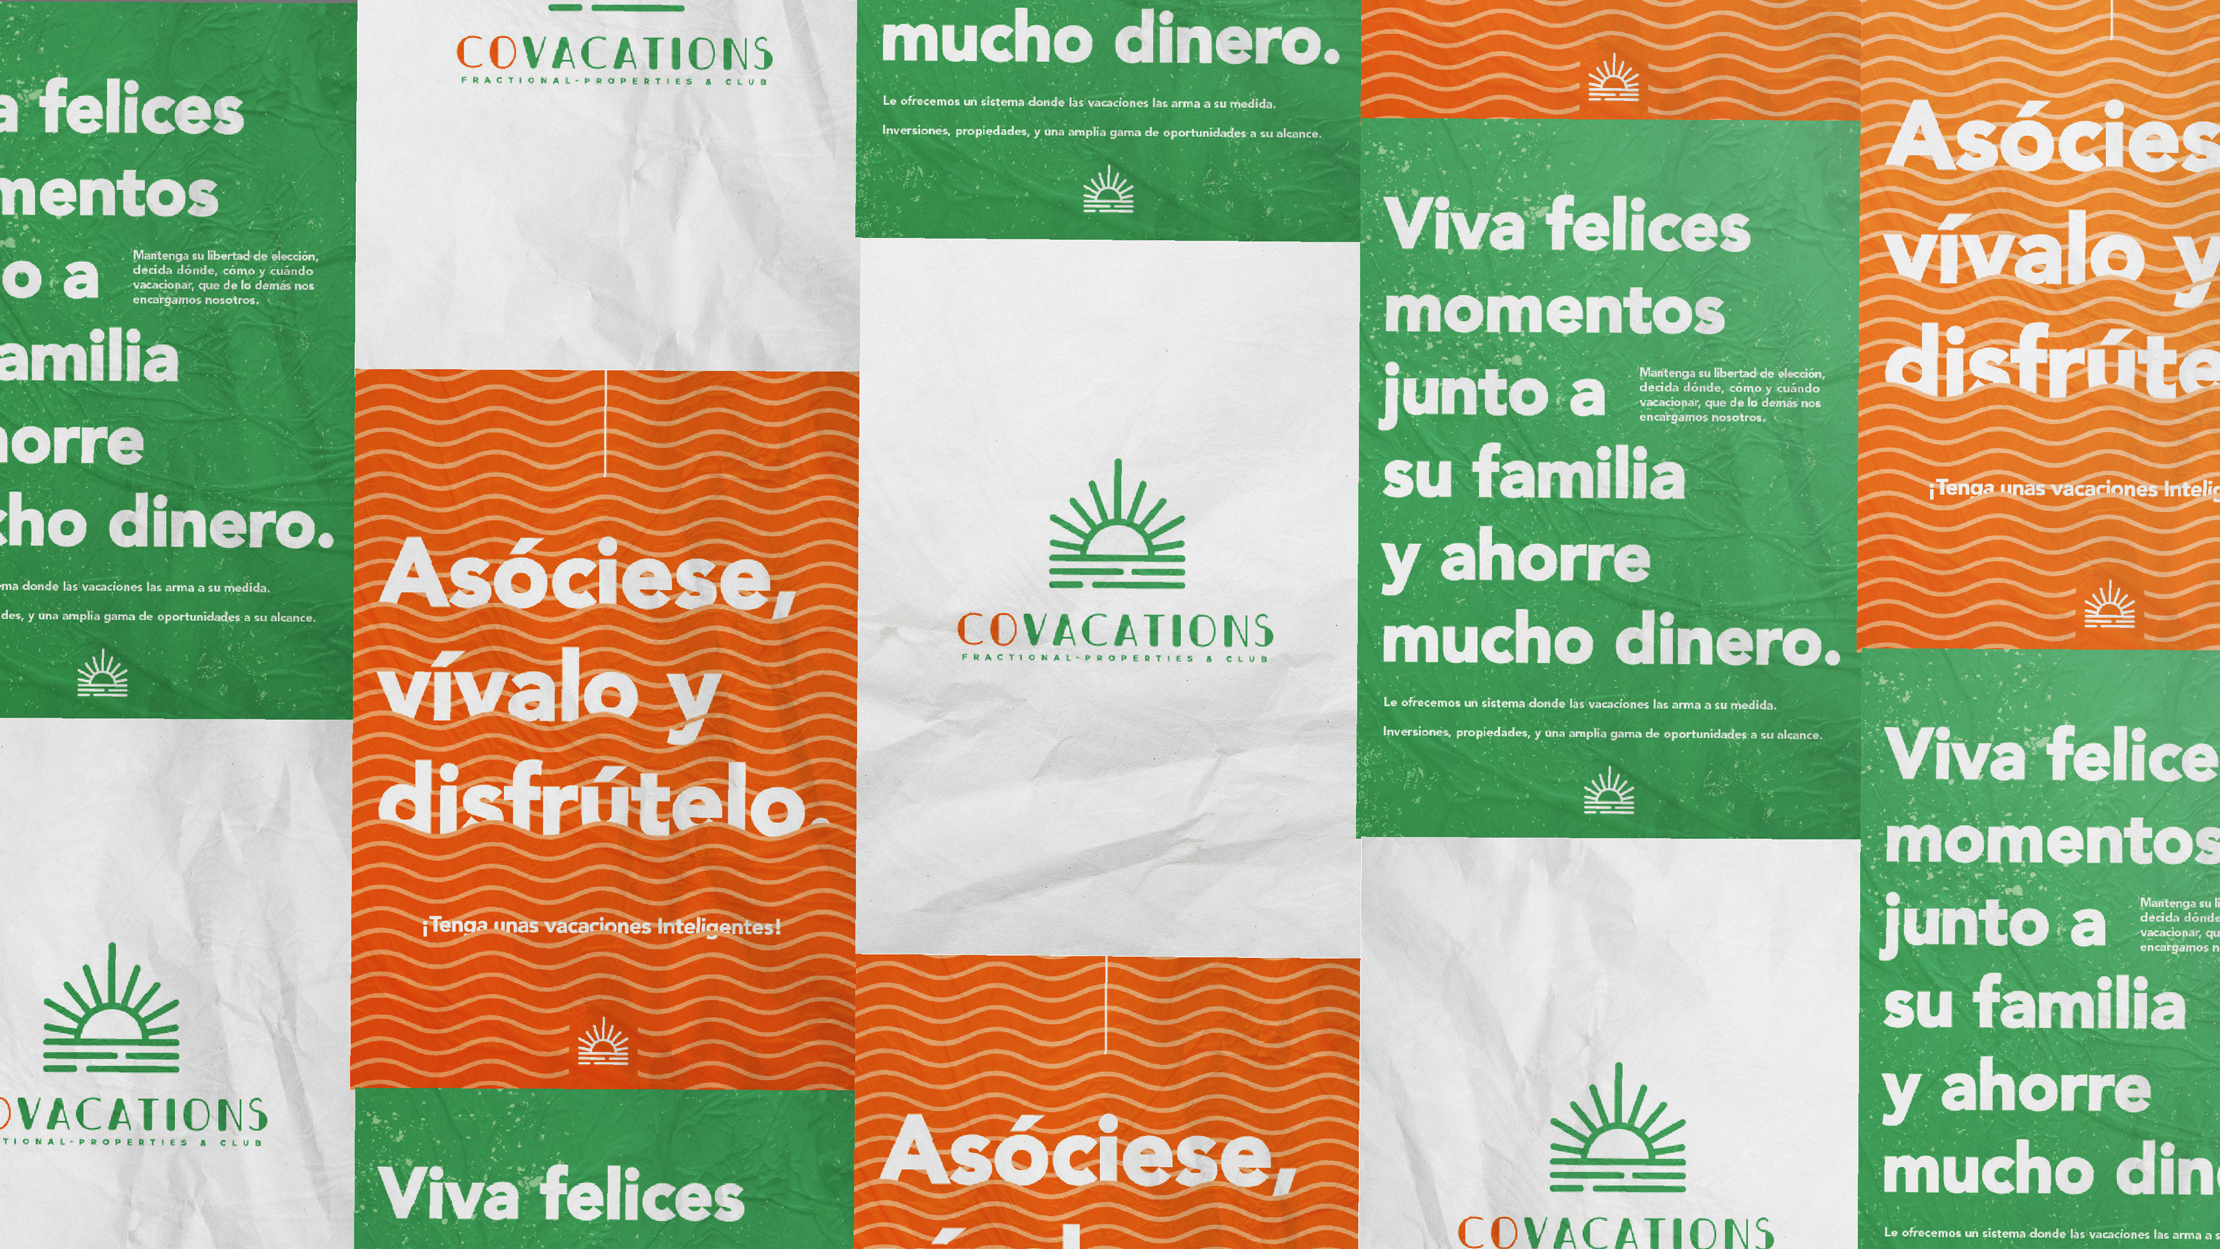 a felices
mentos
o a
Mantenga su libertad de elección,
decida dónde, cómo y cuándo
vacacionar, que de lo demás nos
encargamos nosotros.
amilia
horre
cho dinero.
ema donde las vacaciones las arma a su medida.
des, y una amplia gama de oportunidades a su alcance.
OVACATIONS
TIONAL-PROPERTIES & CLUB
COVACATIONS
FRACTIONAL-PROPERTIES & CLUB
Asóciese,
vívalo y
disfrútelo.
¡Tenga unas vacaciones Inteligentes!
Viva felices
mucho dinero.
Le ofrecemos un sistema donde las vacaciones las arma a su medida.
Inversiones, propiedades, y una amplia gama de oportunidades a su alcance.
COVACATIONS
FRACTIONAL-PROPERTIES & CLUB
Asóciese,
Viva felices
momentos
junto a
Mantenga su libertad de elección,
decida dónde, cómo y cuándo
vacacionar, que de lo demás nos
encargamos nosotros.
su familia
y ahorre
mucho dinero.
Le ofrecemos un sistema donde las vacaciones las arma a su medida.
Inversiones, propiedades, y una amplia gama de oportunidades a su alcance.
COVACATIONS
Asócies
vívalo y
disfrúte
¡Tenga unas vacaciones Intelig
Viva felice
momentos
junto a
Mantenga su li
decida dónde
vacacionar, qu
encargamos n
su familia
y ahorre
mucho din
Le ofrecemos un sistema donde las vacaciones las arma a s